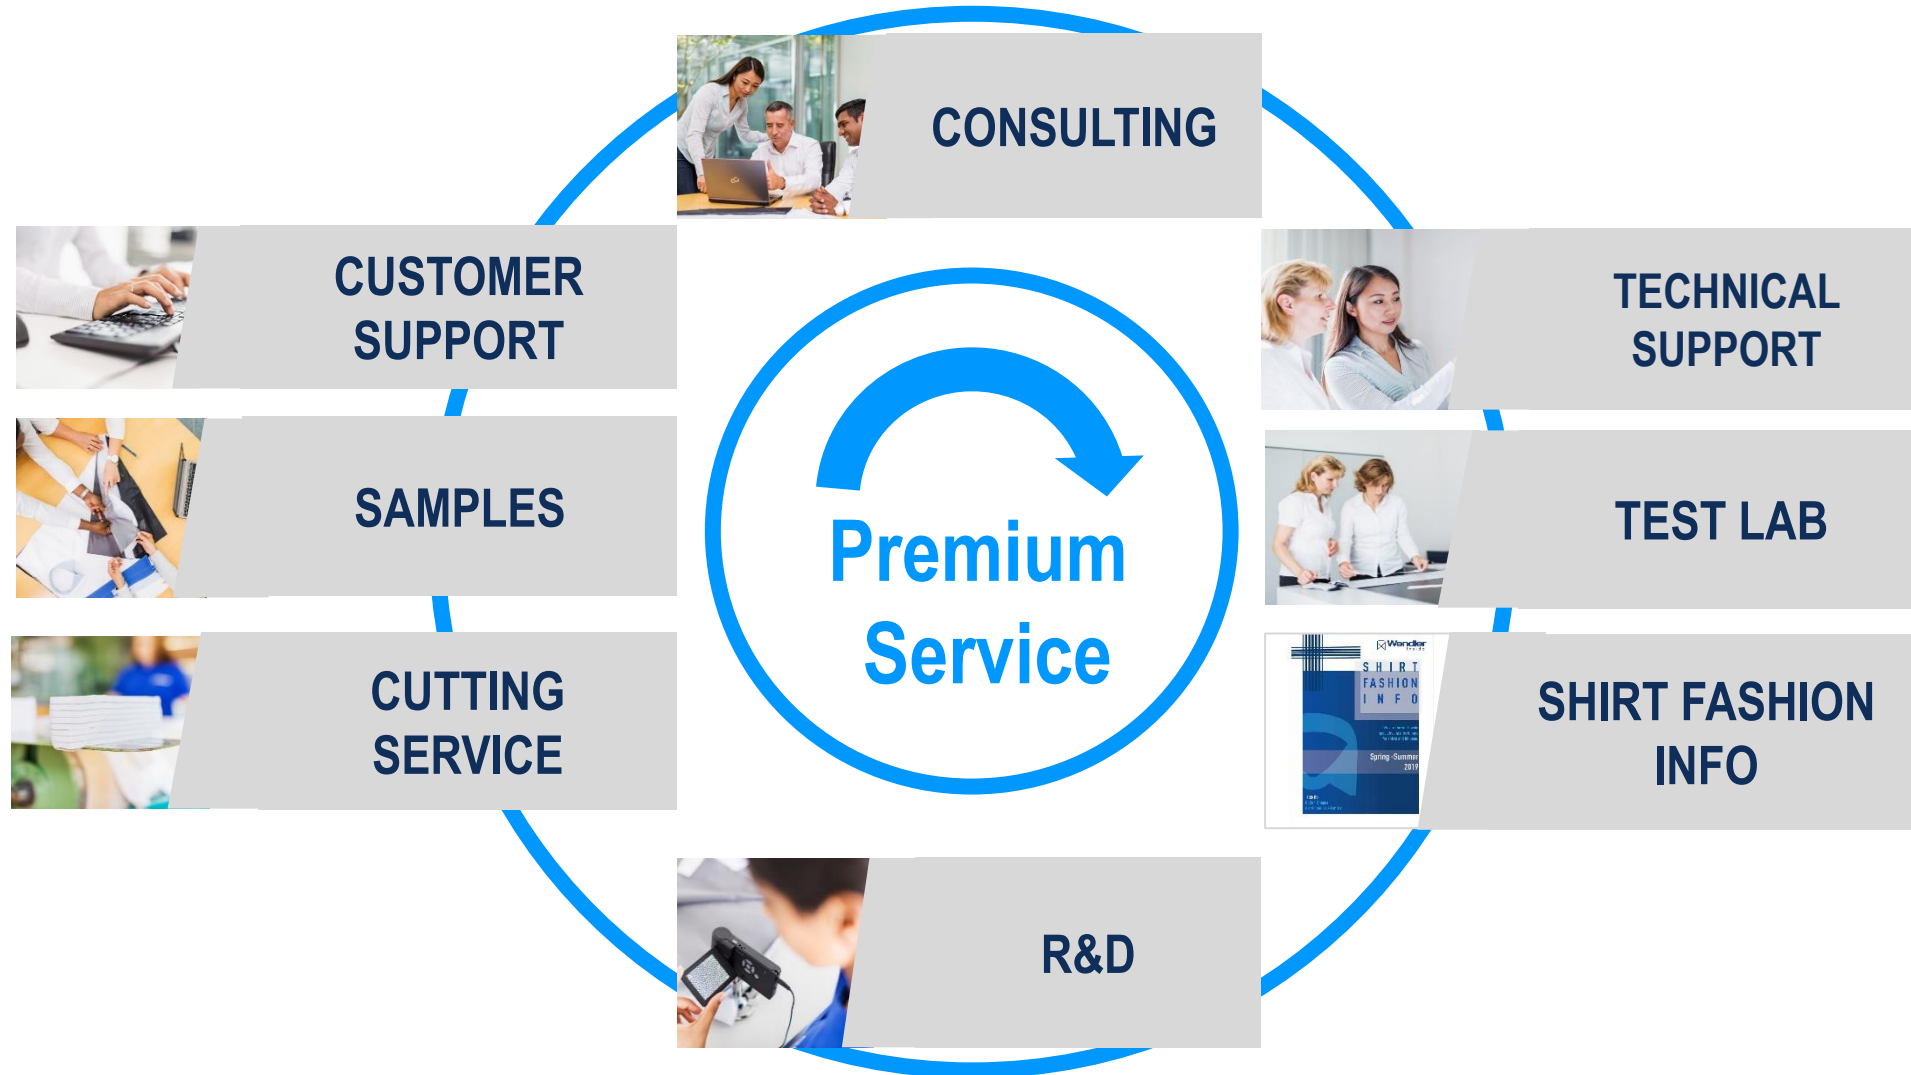 CONSULTING
CUSTOMER
SUPPORT
TECHNICAL
SUPPORT
SAMPLES
TEST LAB
Premium
Service
CUTTING
SERVICE
Wendler
SHIRT
FASHION
INFO
Spring-Summer
2019
SHIRT FASHION
INFO
R&D